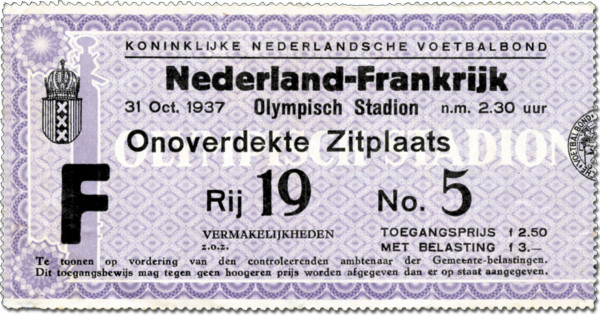 KONINKLIJKE NEDERLANDSCHE VOETBALBOND
Nederland-Frankrijk
31 Oct. 1937 Olympisch Stadion n.m. 2.30 uur
OLYMPISCH STADION
Onoverdekte Zitplaats
F
Rij 19 No. 5
VERMAKELIJKHEDEN
z.o.z.
TOEGANGSPRIJS f 2.50
MET BELASTING f 3.—
Te toonen op vordering van den controleerenden ambtenaar der Gemeente-belastingen.
Dit toegangsbewijs mag tegen geen hoogeren prijs worden afgegeven dan er op staat aangegeven.
VOETBALBOND